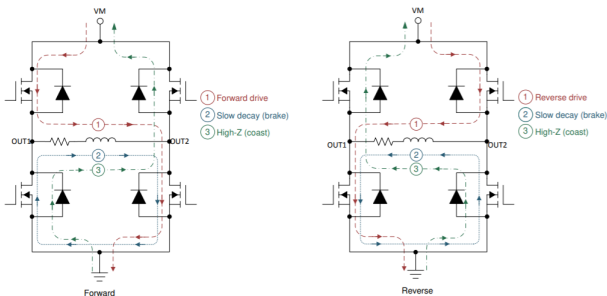 VM
① Forward drive
② Slow decay (brake)
③ High-Z (coast)
①
OUT1
OUT2
②
③
Forward
VM
① Reverse drive
② Slow decay (brake)
③ High-Z (coast)
①
OUT1
OUT2
②
③
Reverse